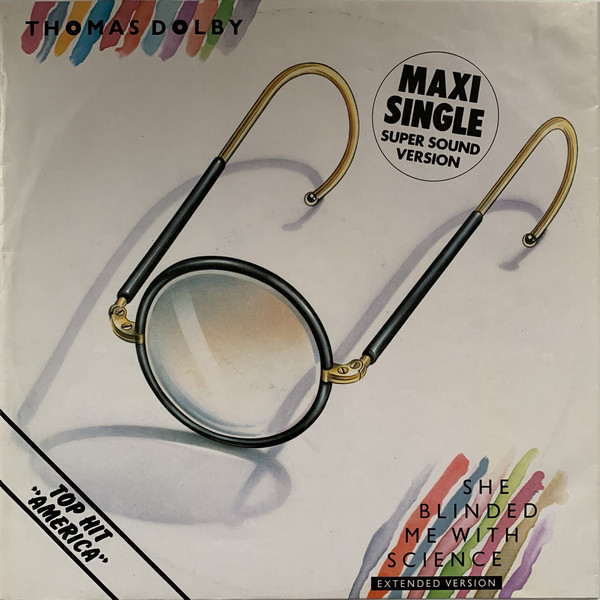 THOMAS DOLBY
MAXI
SINGLE
SUPER SOUND
VERSION
TOP HIT
"AMERICA"
SHE
BLINDED
ME WITH
SCIENCE
EXTENDED VERSION